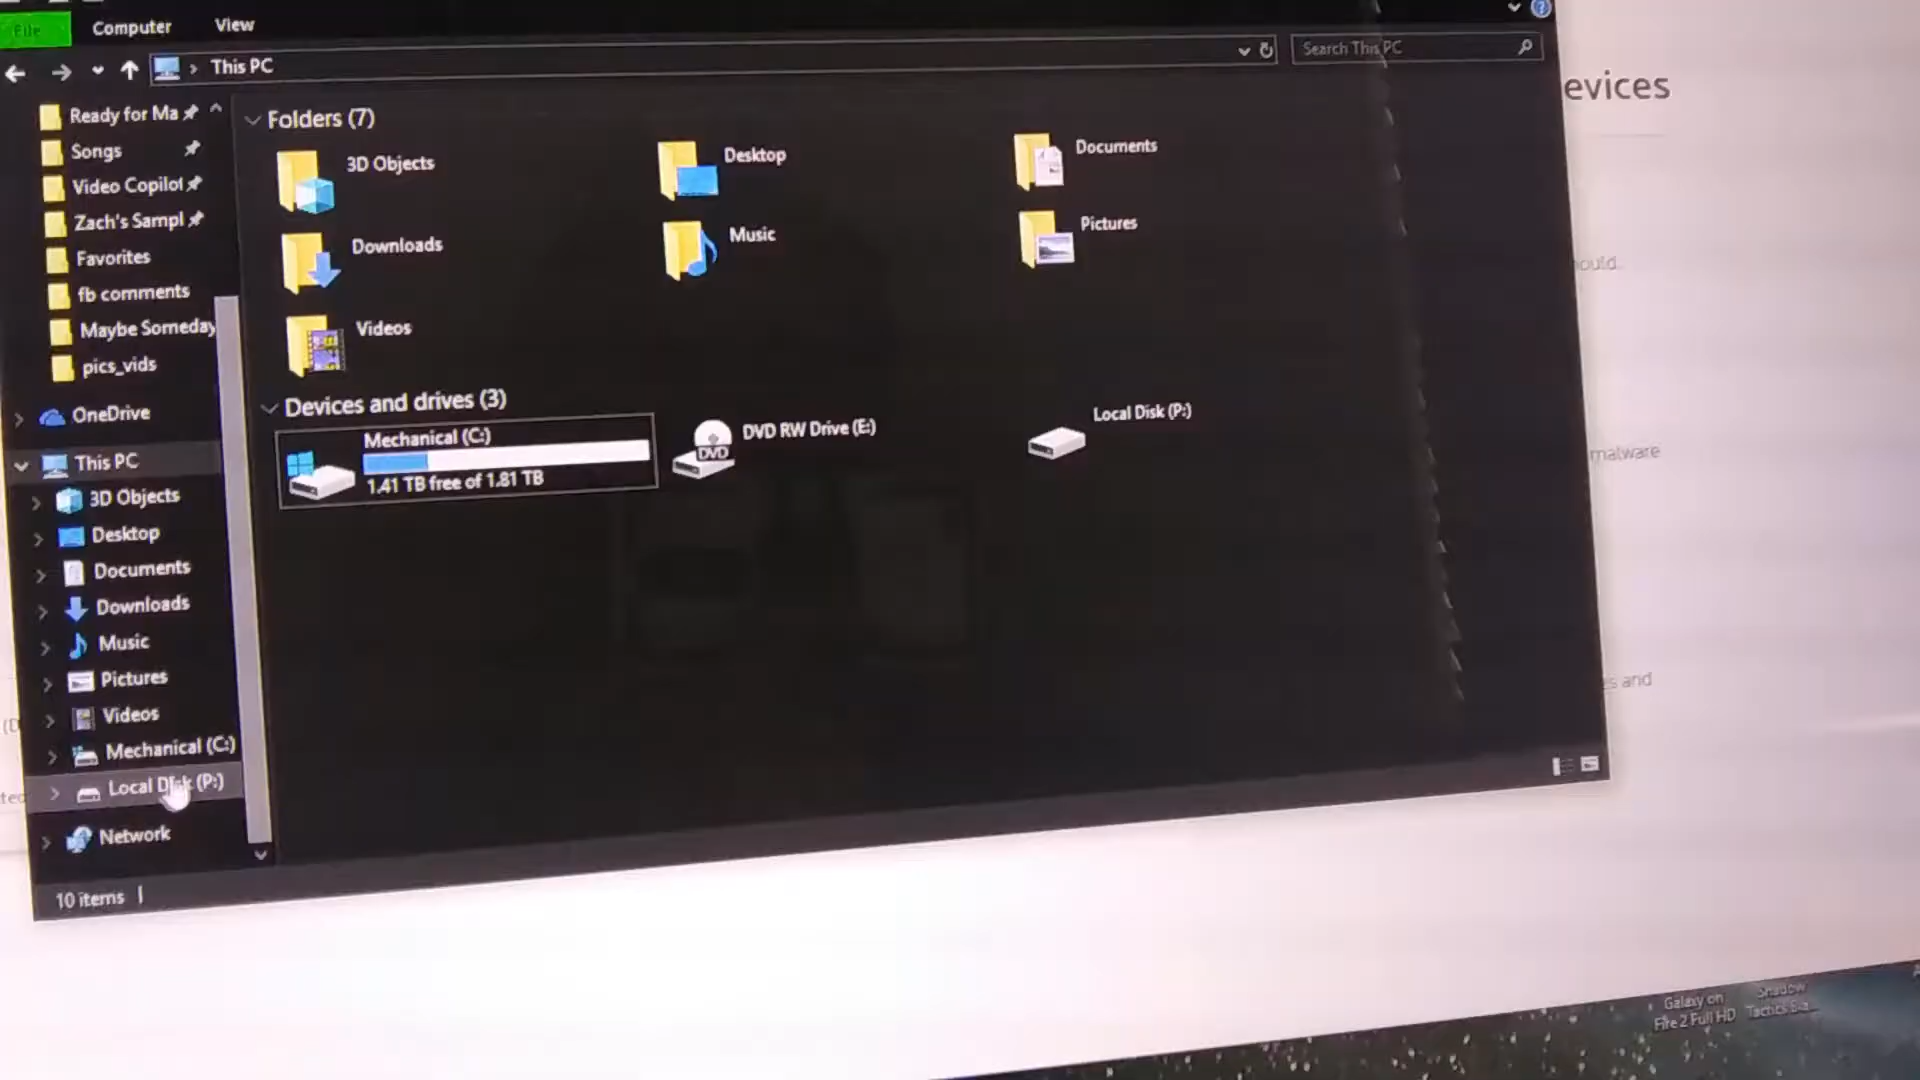 File
Computer
View
This PC
Search This PC
evices
Ready for Ma
Songs
Video Copilot
Zach's Sampl
Favorites
fb comments
Maybe Someday
pics_vids
OneDrive
This PC
3D Objects
Desktop
Documents
Downloads
Music
Pictures
Videos
Mechanical (C:)
Local Disk (P:)
Network
10 items
Folders (7)
3D Objects
Desktop
Documents
Downloads
Music
Pictures
Videos
Devices and drives (3)
Mechanical (C:)
1.41 TB free of 1.81 TB
DVD RW Drive (E:)
DVD
Local Disk (P:)
ould.
malware
s and
Galaxy on
Fire 2 Full HD
Shadow
Tactics